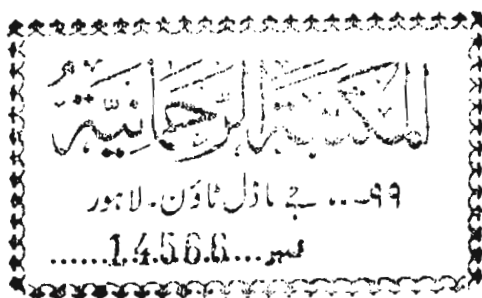 المکتبۃ الرحمانیۃ
۹۹... جے ماڈل ٹاؤن۔ لاہور
نمبر...14566......